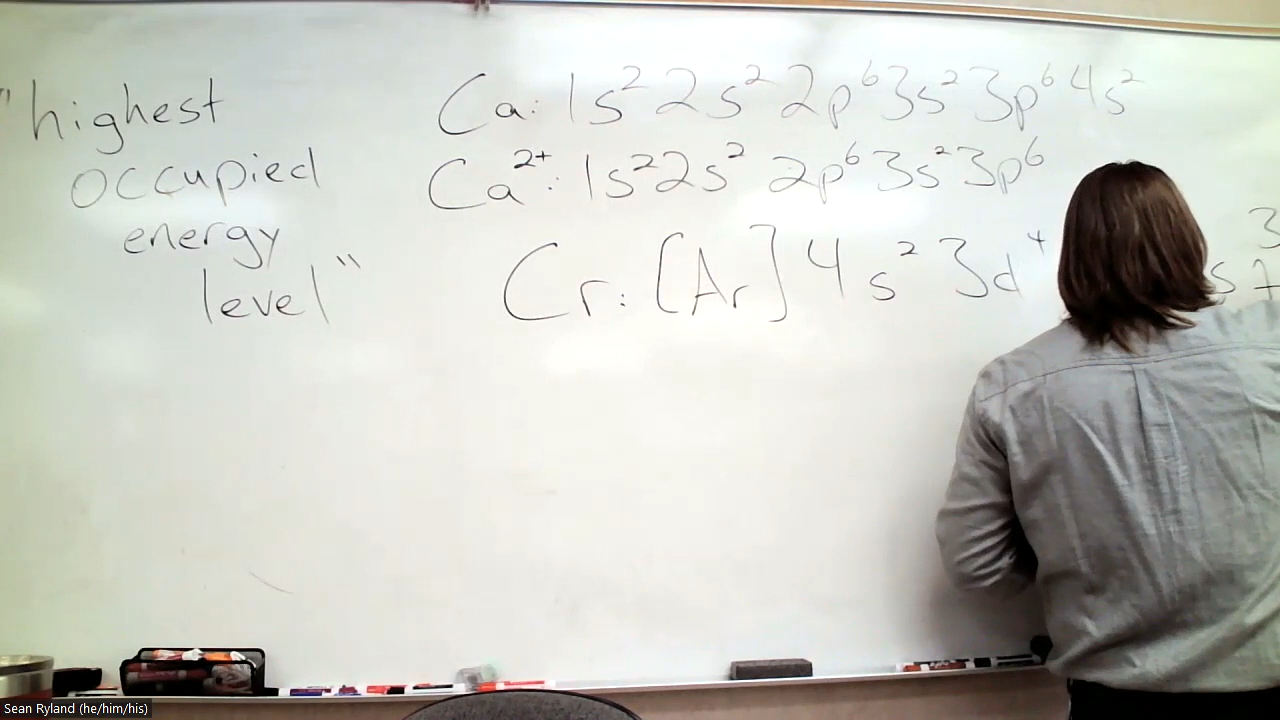 "highest
occupied
energy
level"
Ca: 1s² 2s² 2p⁶ 3s² 3p⁶ 4s²
Ca²⁺: 1s² 2s² 2p⁶ 3s² 3p⁶
Cr: [Ar] 4s² 3d⁴
Sean Ryland (he/him/his)